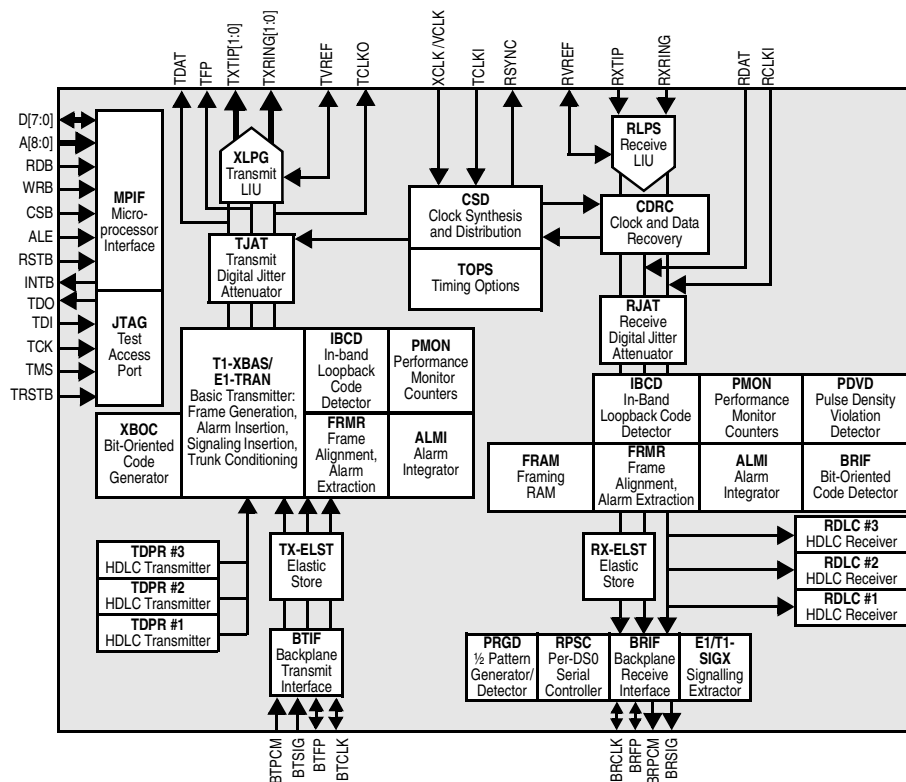 TDAT
TFP
TXTIP[1:0]
TXRING[1:0]
TVREF
TCLKO
XCLK /VCLK
TCLKI
RSYNC
RVREF
RXTIP
RXRING
RDAT
RCLKI
D[7:0]
A[8:0]
RDB
WRB
CSB
ALE
RSTB
INTB
TDO
TDI
TCK
TMS
TRSTB
MPIF
Micro-
processor
Interface
JTAG
Test
Access
Port
XLPG
Transmit
LIU
TJAT
Transmit
Digital Jitter
Attenuator
CSD
Clock Synthesis
and Distribution
TOPS
Timing Options
RLPS
Receive
LIU
CDRC
Clock and Data
Recovery
RJAT
Receive
Digital Jitter
Attenuator
XBOC
Bit-Oriented
Code
Generator
T1-XBAS/
E1-TRAN
Basic Transmitter:
Frame Generation,
Alarm Insertion,
Signaling Insertion,
Trunk Conditioning
IBCD
In-band
Loopback
Code
Detector
PMON
Performance
Monitor
Counters
FRMR
Frame
Alignment,
Alarm
Extraction
ALMI
Alarm
Integrator
IBCD
In-Band
Loopback Code
Detector
PMON
Performance
Monitor
Counters
PDVD
Pulse Density
Violation
Detector
FRAM
Framing
RAM
FRMR
Frame
Alignment,
Alarm Extraction
ALMI
Alarm
Integrator
BRIF
Bit-Oriented
Code Detector
TDPR #3
HDLC Transmitter
TDPR #2
HDLC Transmitter
TDPR #1
HDLC Transmitter
TX-ELST
Elastic
Store
BTIF
Backplane
Transmit
Interface
RX-ELST
Elastic
Store
RDLC #3
HDLC Receiver
RDLC #2
HDLC Receiver
RDLC #1
HDLC Receiver
PRGD
½ Pattern
Generator/
Detector
RPSC
Per-DS0
Serial
Controller
BRIF
Backplane
Receive
Interface
E1/T1-
SIGX
Signalling
Extractor
BTPCM
BTSIG
BTFP
BTCLK
BRCLK
BRFP
BRPCM
BRSIG